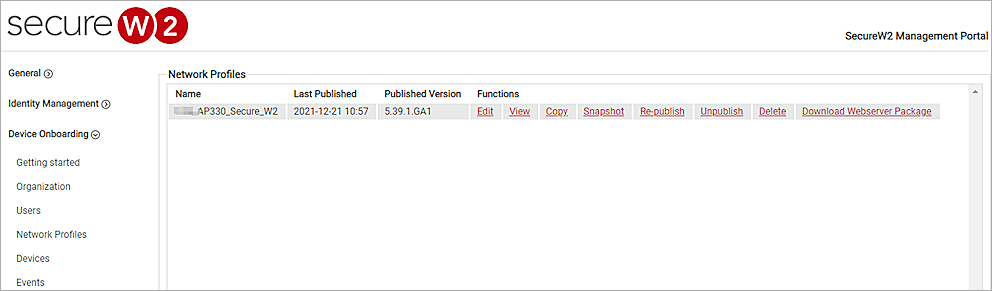 secure W2
SecureW2 Management Portal
General
Identity Management
Device Onboarding
Getting started
Organization
Users
Network Profiles
Devices
Events
Network Profiles
Name Last Published Published Version Functions
_AP330_Secure_W2 2021-12-21 10:57 5.39.1.GA1 Edit View Copy Snapshot Re-publish Unpublish Delete Download Webserver Package